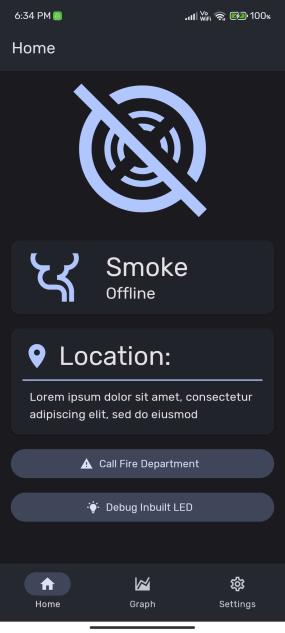 6:34 PM
Vo
WiFi
100%
Home
Smoke
Offline
Location:
Lorem ipsum dolor sit amet, consectetur
adipiscing elit, sed do eiusmod
Call Fire Department
Debug Inbuilt LED
Home
Graph
Settings